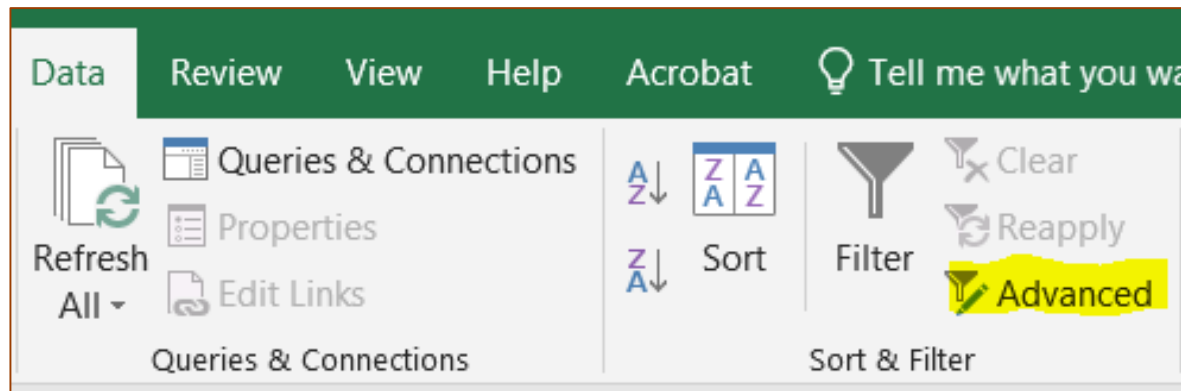 Data Review View Help Acrobat Tell me what you
Queries & Connections
Properties
Edit Links
Refresh
All
Queries & Connections
A
Z
Z
A
Z A
A Z
Sort
Filter
Clear
Reapply
Advanced
Sort & Filter